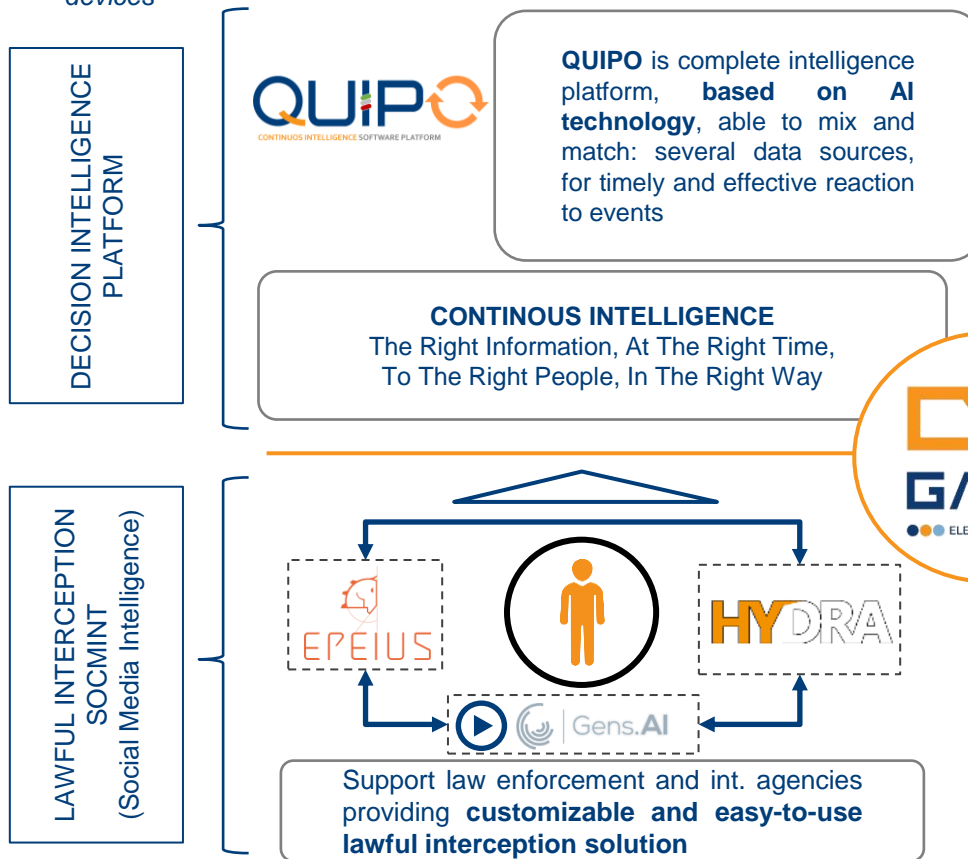 devices
DECISION INTELLIGENCE
PLATFORM
QUIPO
CONTINUOS INTELLIGENCE SOFTWARE PLATFORM
QUIPO is complete intelligence
platform, based on AI
technology, able to mix and
match: several data sources,
for timely and effective reaction
to events
CONTINOUS INTELLIGENCE
The Right Information, At The Right Time,
To The Right People, In The Right Way
LAWFUL INTERCEPTION
SOCMINT
(Social Media Intelligence)
EPEIUS
HYDRA
Gens.AI
Support law enforcement and int. agencies
providing customizable and easy-to-use
lawful interception solution